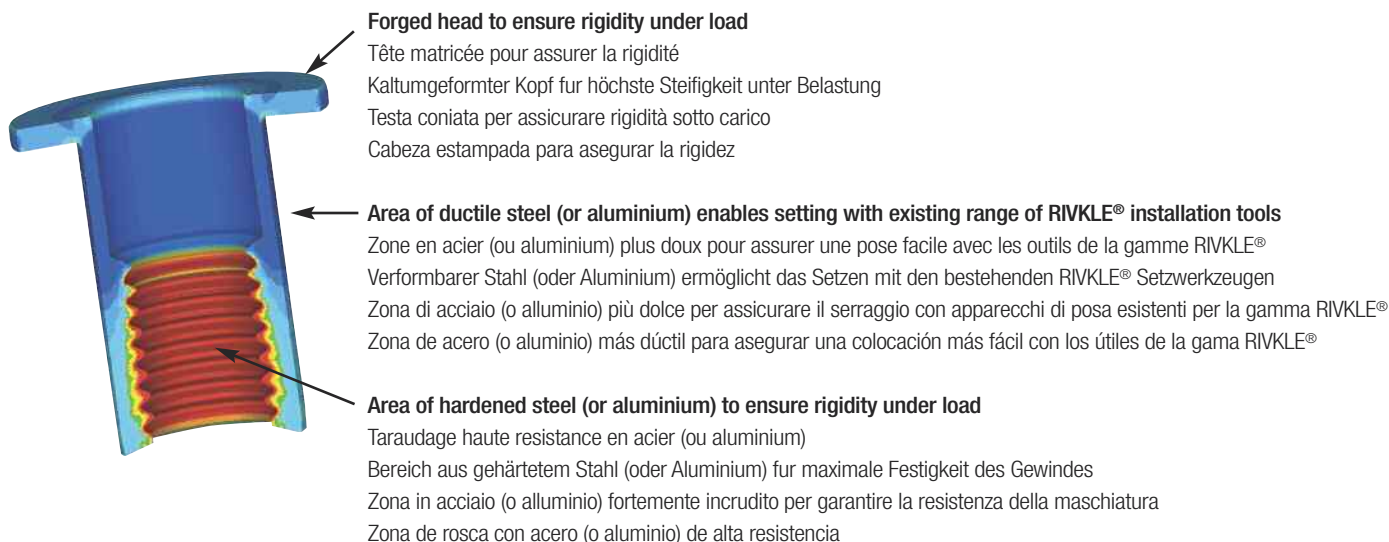 Forged head to ensure rigidity under load
Tête matricée pour assurer la rigidité
Kaltumgeformter Kopf fur höchste Steifigkeit unter Belastung
Testa coniata per assicurare rigidità sotto carico
Cabeza estampada para asegurar la rigidez
Area of ductile steel (or aluminium) enables setting with existing range of RIVKLE® installation tools
Zone en acier (ou aluminium) plus doux pour assurer une pose facile avec les outils de la gamme RIVKLE®
Verformbarer Stahl (oder Aluminium) ermöglicht das Setzen mit den bestehenden RIVKLE® Setzwerkzeugen
Zona di acciaio (o alluminio) più dolce per assicurare il serraggio con apparecchi di posa esistenti per la gamma RIVKLE®
Zona de acero (o aluminio) más dúctil para asegurar una colocación más fácil con los útiles de la gama RIVKLE®
Area of hardened steel (or aluminium) to ensure rigidity under load
Taraudage haute resistance en acier (ou aluminium)
Bereich aus gehärtetem Stahl (oder Aluminium) fur maximale Festigkeit des Gewindes
Zona in acciaio (o alluminio) fortemente incrudito per garantire la resistenza della maschiatura
Zona de rosca con acero (o aluminio) de alta resistencia